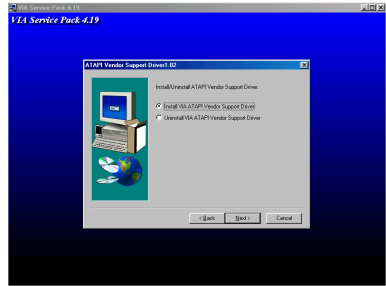 VIA Service Pack 4.19
VIA Service Pack 4.19
ATAPI Vendor Support Driver1.02
Install/Uninstall ATAPI Vendor Support Driver.
Install VIA ATAPI Vendor Support Driver
Uninstall VIA ATAPI Vendor Support Driver
< Back
Next >
Cancel